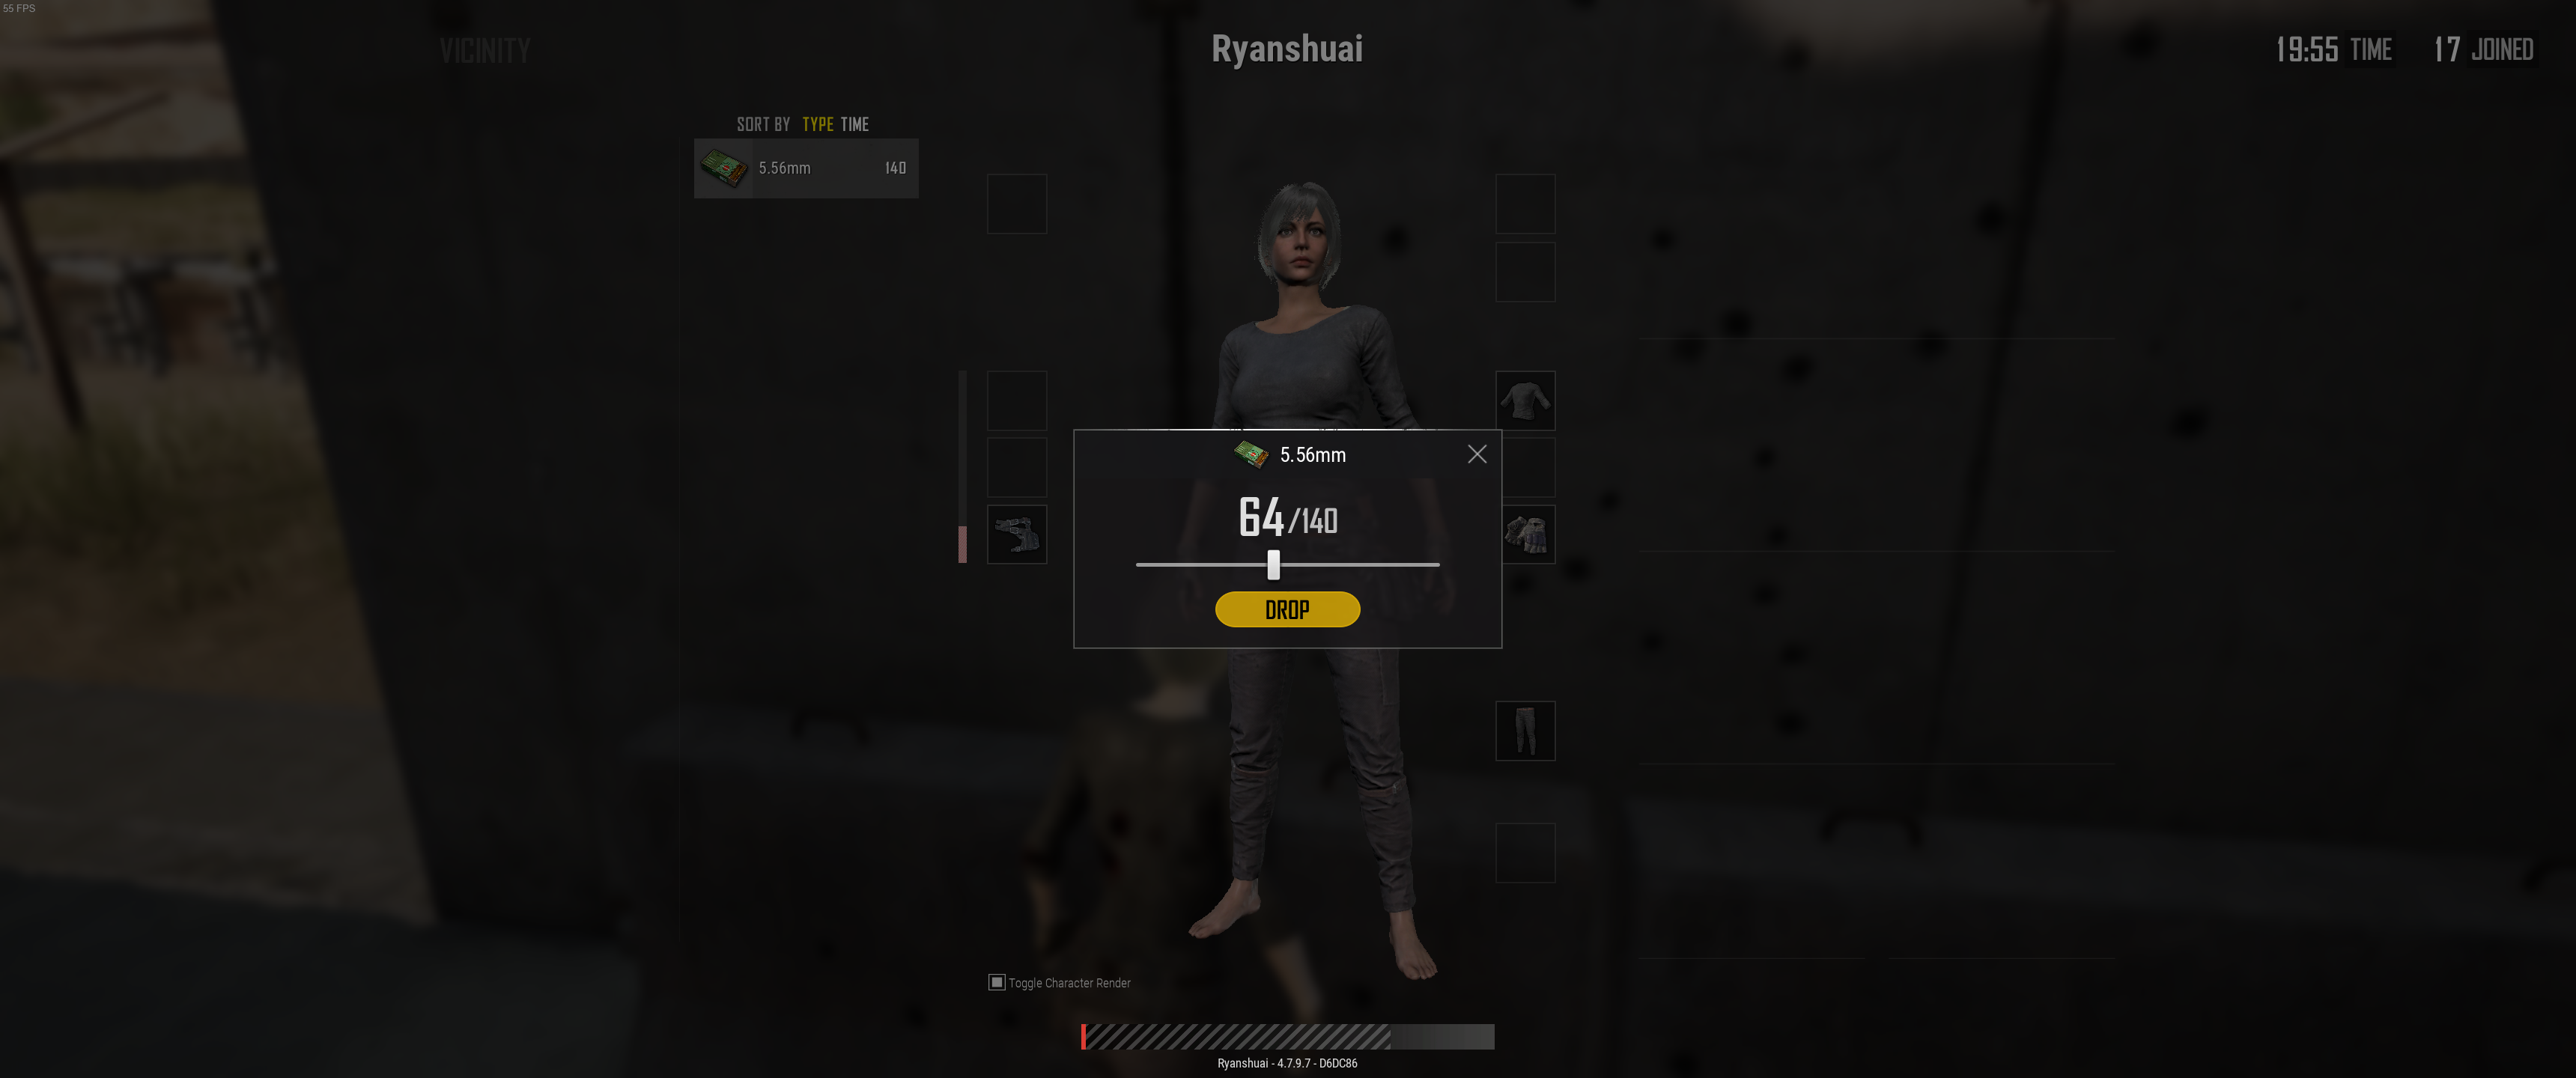 55 FPS
VICINITY
Ryanshuai
19:55 TIME 17 JOINED
SORT BY TYPE TIME
5.56mm 140
5.56mm
64/140
DROP
Toggle Character Render
Ryanshuai - 4.7.9.7 - D6DC86